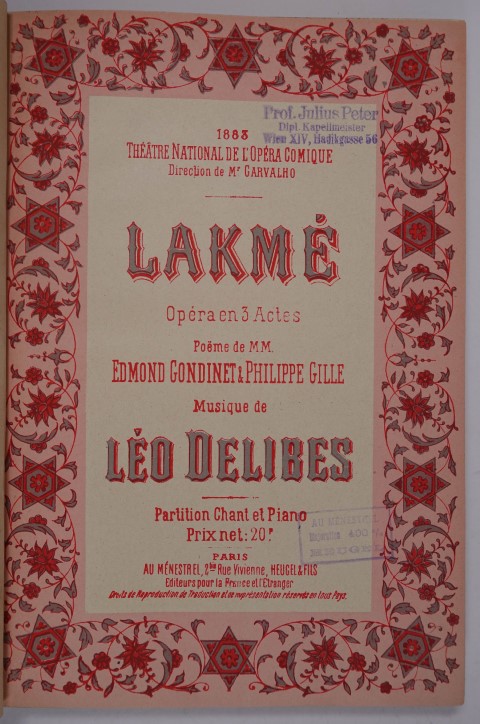 Prof. Julius Peter
Dipl. Kapellmeister
Wien XIV, Hadikgasse 56
1883
THÉÂTRE NATIONAL DE L'OPÉRA COMIQUE
Direction de Mr CARVALHO
LAKMÉ
Opéra en 3 Actes
Poëme de MM.
EDMOND GONDINET & PHILIPPE GILLE
Musique de
LÉO DELIBES
Partition Chant et Piano
Prix net: 20 F
AU MÉNESTREL
PARIS
AU MÉNESTREL, 2bis Rue Vivienne, HEUGEL & FILS
Editeurs pour la France et l'Etranger
Droits de Reproduction de Traduction et de représentation réservés en tous Pays.